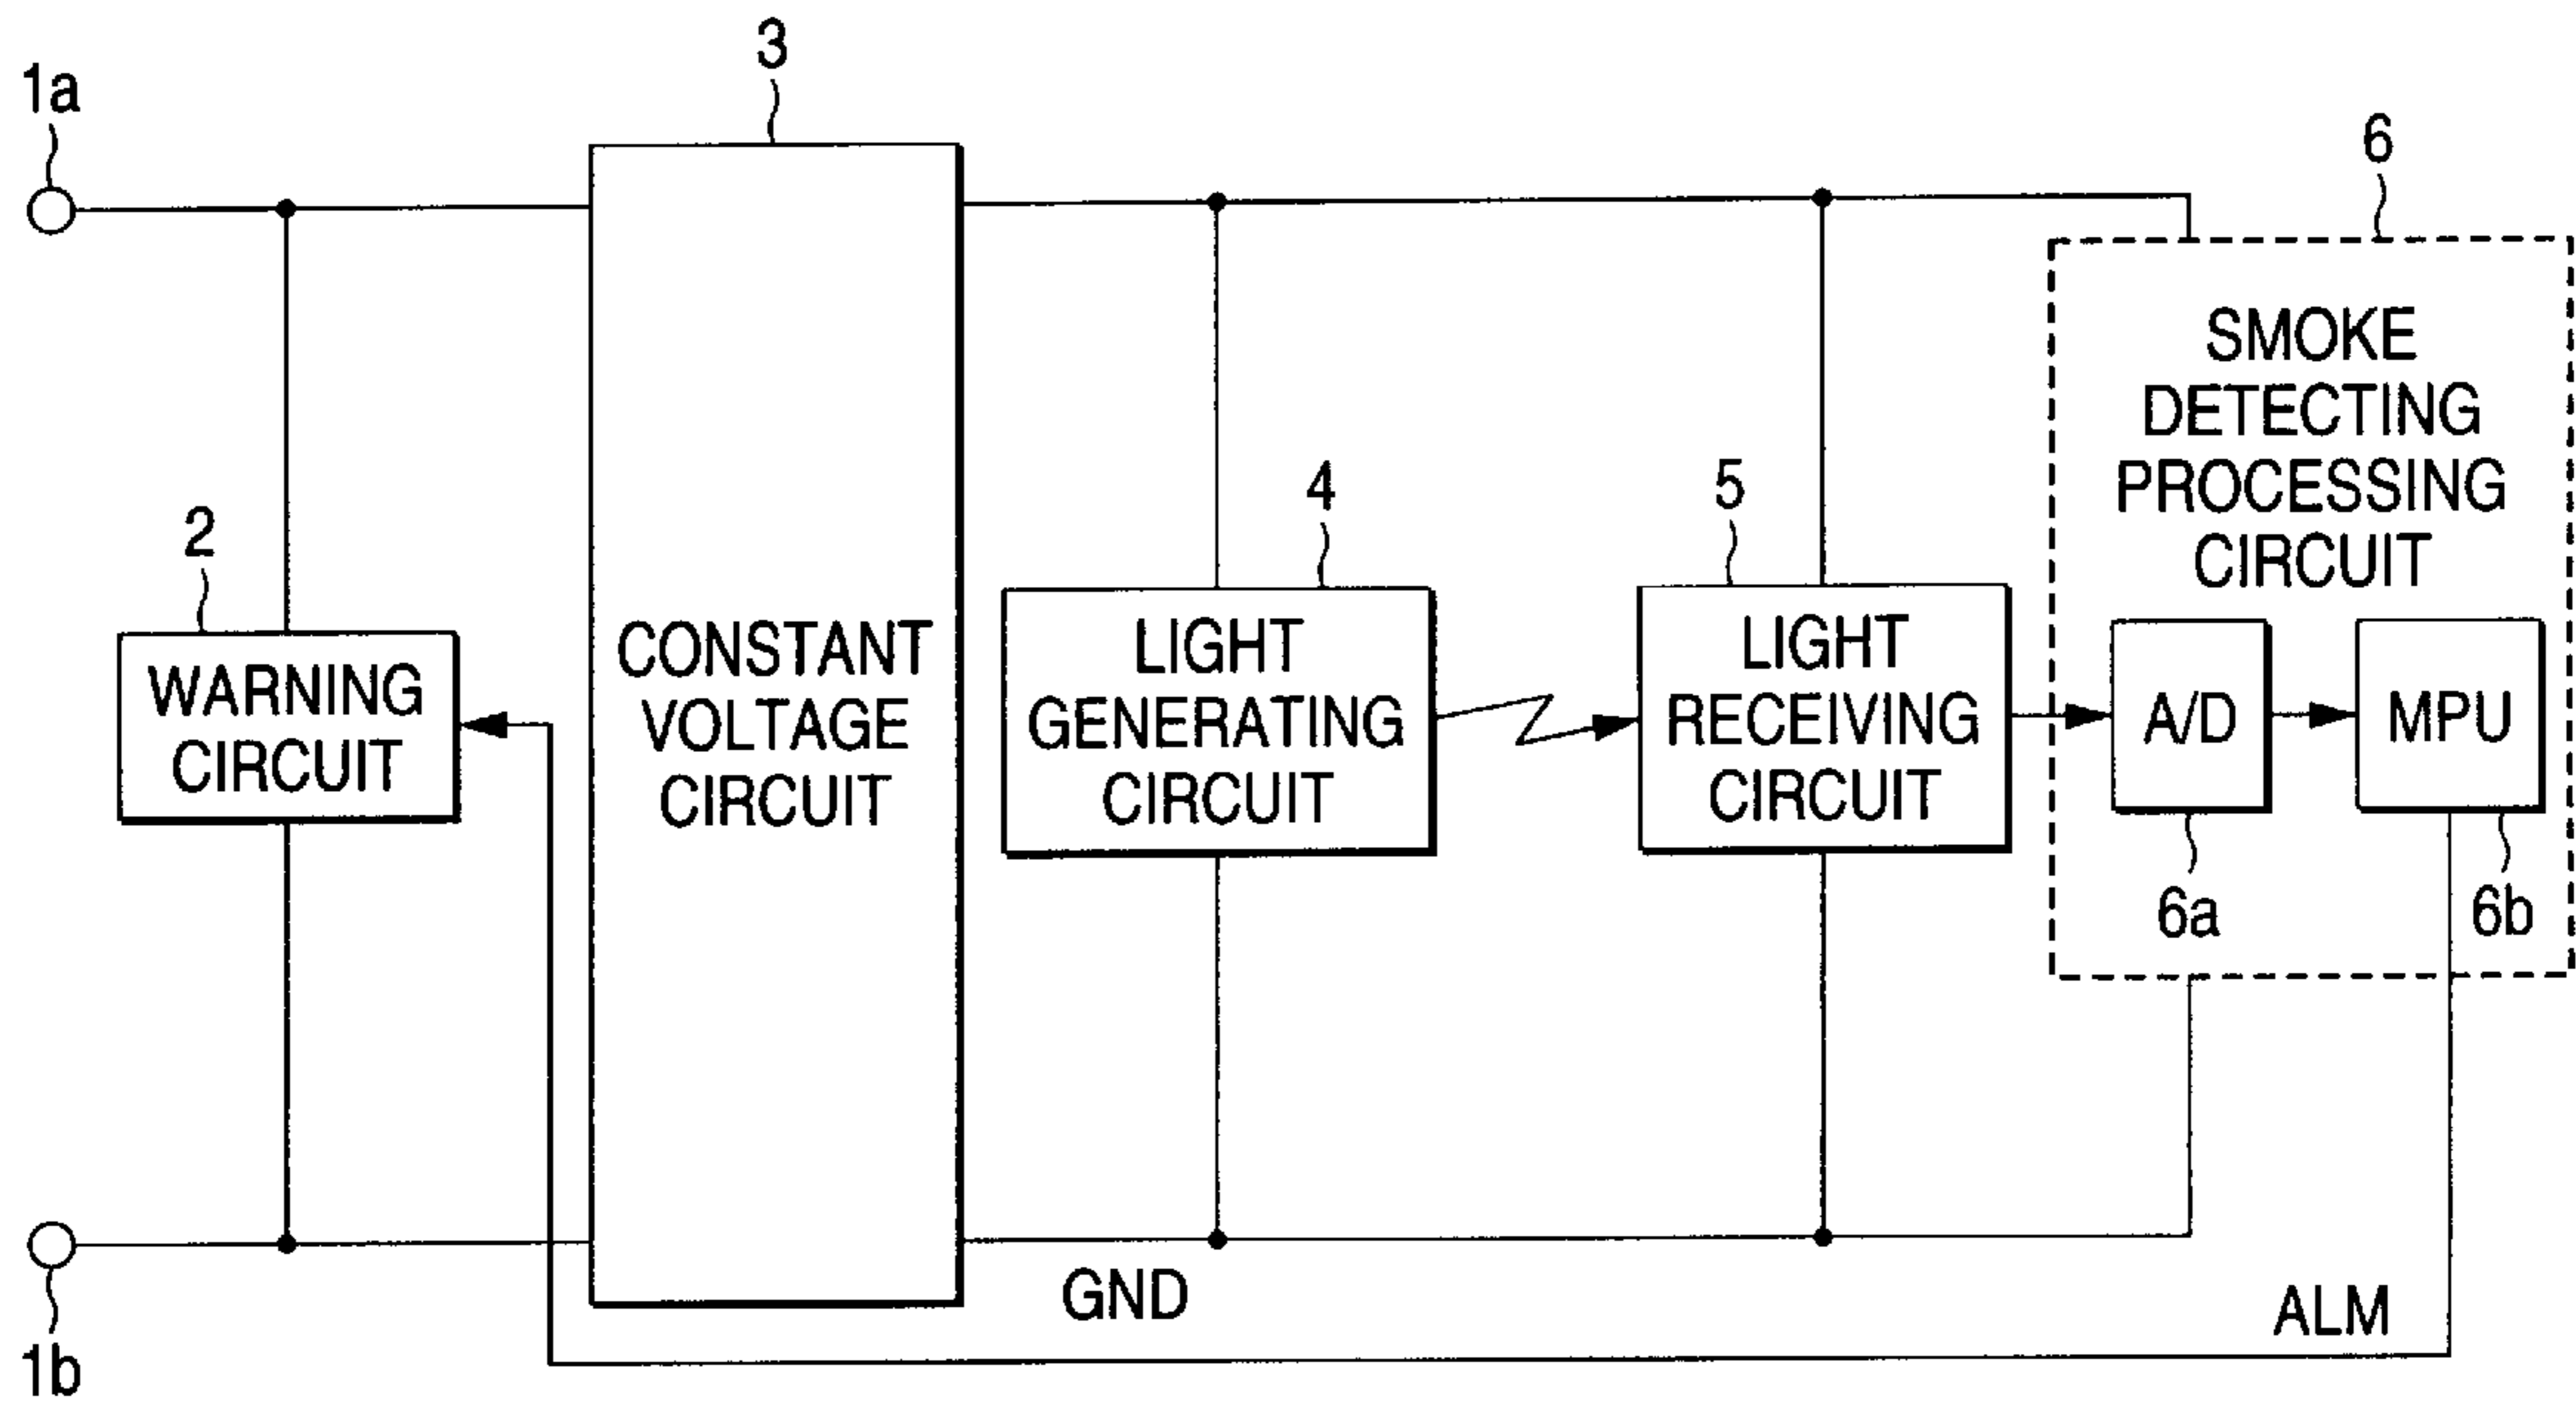 3
1a
6
SMOKE
DETECTING
PROCESSING
CIRCUIT
2
4
5
WARNING
CIRCUIT
CONSTANT
VOLTAGE
CIRCUIT
LIGHT
GENERATING
CIRCUIT
LIGHT
RECEIVING
CIRCUIT
A/D
MPU
6a
6b
GND
ALM
1b